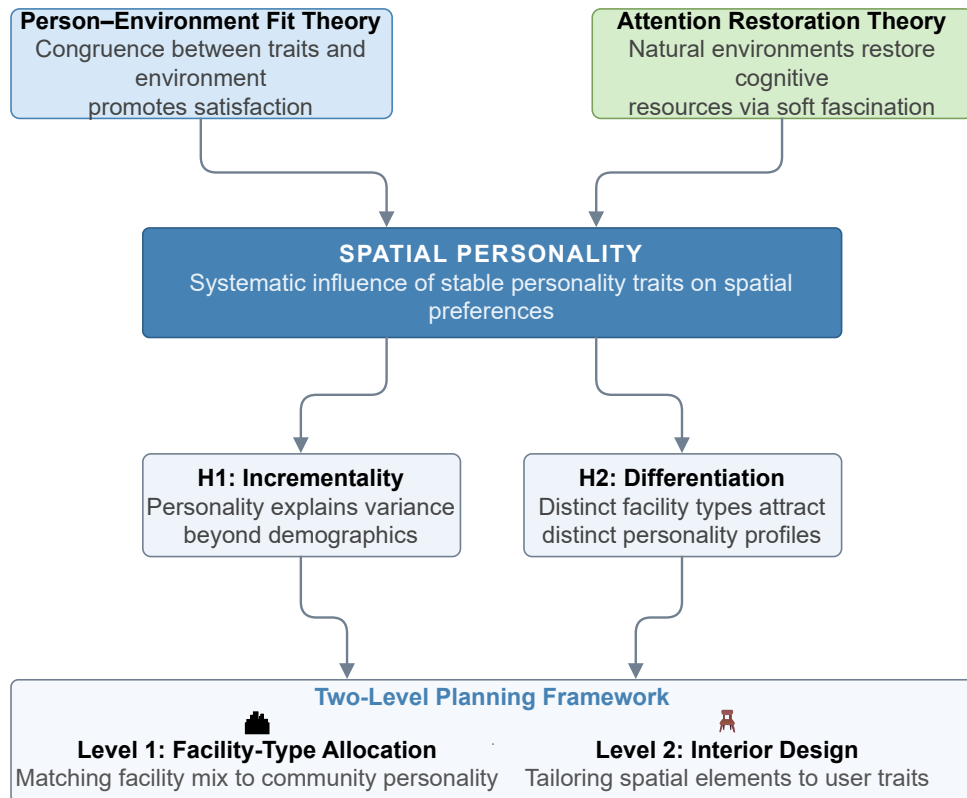 Person–Environment Fit Theory
Congruence between traits and
environment
promotes satisfaction
Attention Restoration Theory
Natural environments restore
cognitive
resources via soft fascination
SPATIAL PERSONALITY
Systematic influence of stable personality traits on spatial
preferences
H1: Incrementality
Personality explains variance
beyond demographics
H2: Differentiation
Distinct facility types attract
distinct personality profiles
Two-Level Planning Framework
Level 1: Facility-Type Allocation
Matching facility mix to community personality
Level 2: Interior Design
Tailoring spatial elements to user traits